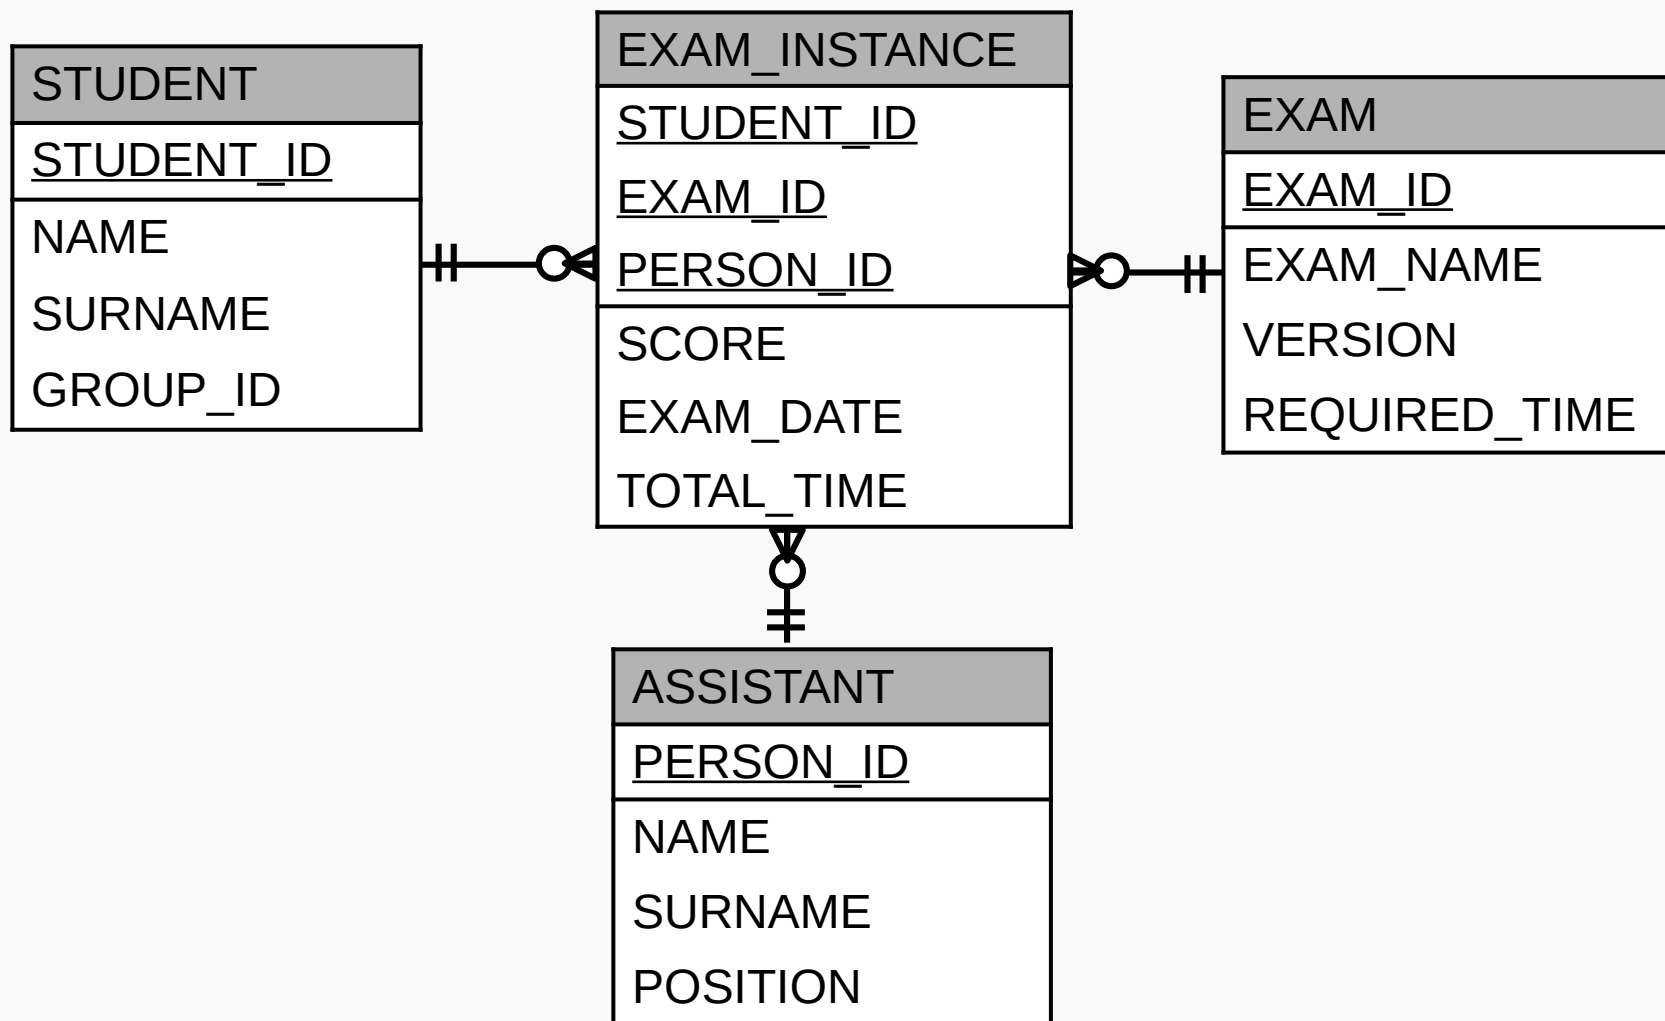 STUDENT
STUDENT_ID
NAME
SURNAME
GROUP_ID
EXAM_INSTANCE
STUDENT_ID
EXAM_ID
PERSON_ID
SCORE
EXAM_DATE
TOTAL_TIME
EXAM
EXAM_ID
EXAM_NAME
VERSION
REQUIRED_TIME
ASSISTANT
PERSON_ID
NAME
SURNAME
POSITION